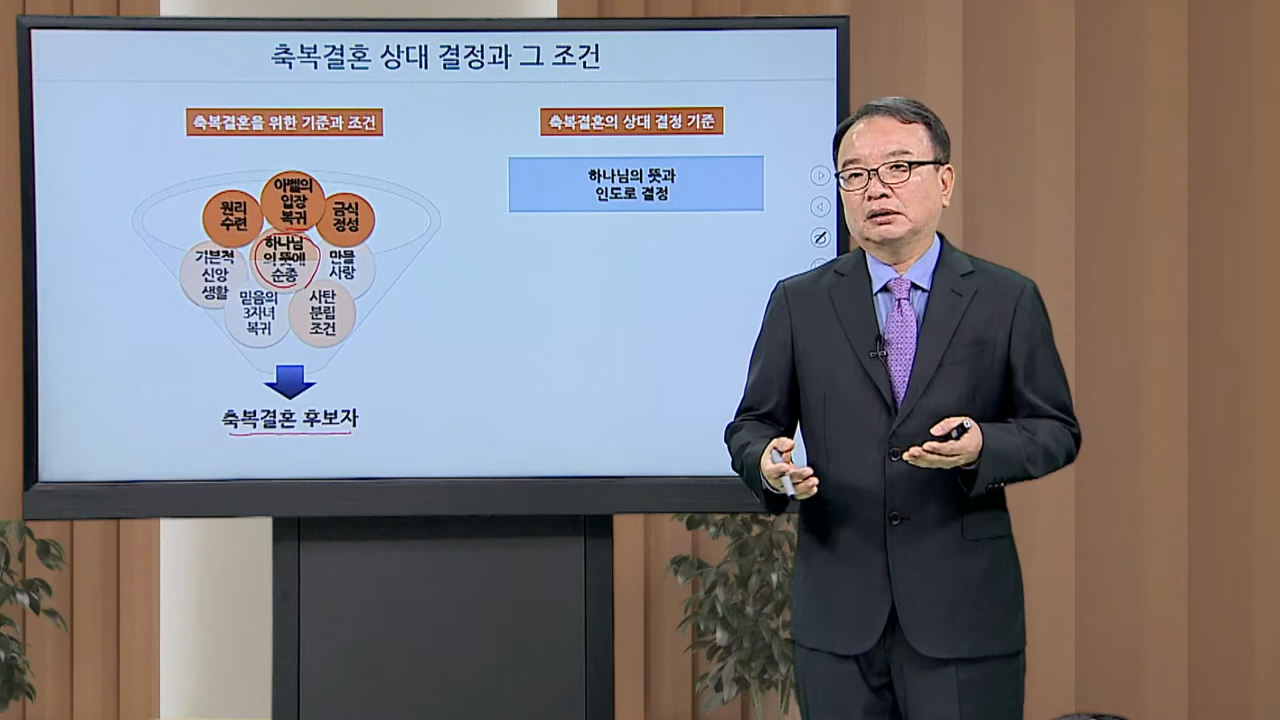 축복결혼 상대 결정과 그 조건
축복결혼을 위한 기준과 조건
아벨의
입장
복귀
원리
수련
금식
정성
하나님
의 뜻에
순종
기본적
신앙
생활
만물
사랑
믿음의
3자녀
복귀
사탄
분립
조건
축복결혼 후보자
축복결혼의 상대 결정 기준
하나님의 뜻과
인도로 결정